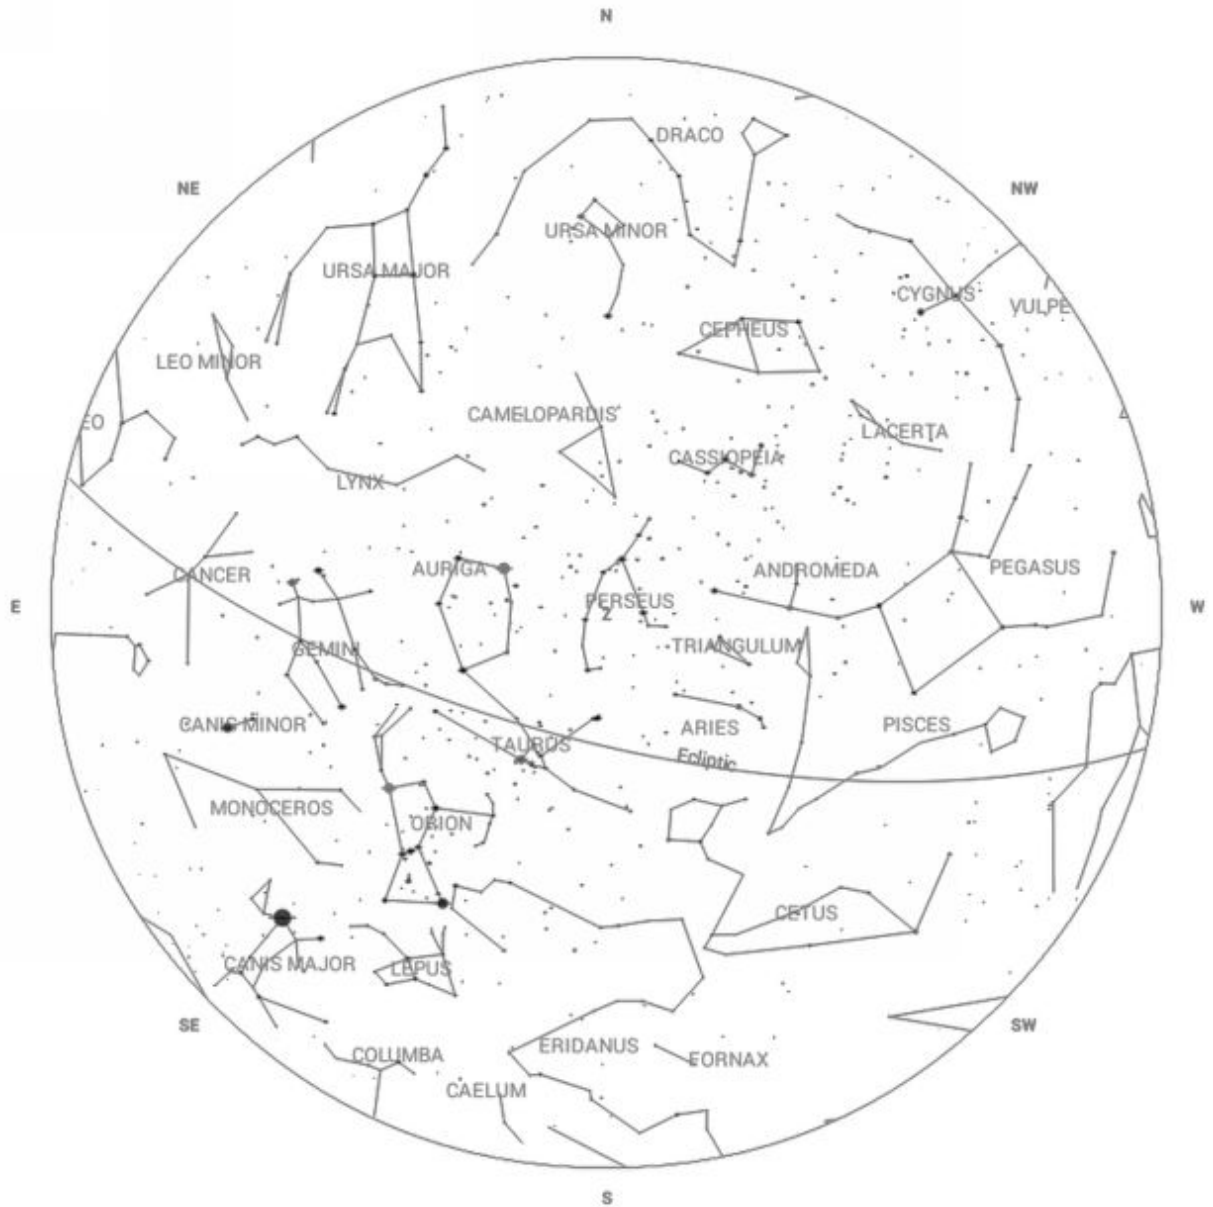 N
DRACO
NE
NW
URSA MINOR
URSA MAJOR
CYGNUS
VULPE
CEPHEUS
LEO MINOR
CAMELOPARDIS
EO
LACERTA
CASSIOPEIA
LYNX
AURIGA
ANDROMEDA
PEGASUS
CANCER
E
PERSEUS
Z
W
GEMINI
TRIANGULUM
CANIS MINOR
ARIES
PISCES
TAURUS
Ecliptic
MONOCEROS
ORION
CETUS
CANIS MAJOR
LEPUS
SE
SW
COLUMBA
ERIDANUS
FORNAX
CAELUM
S